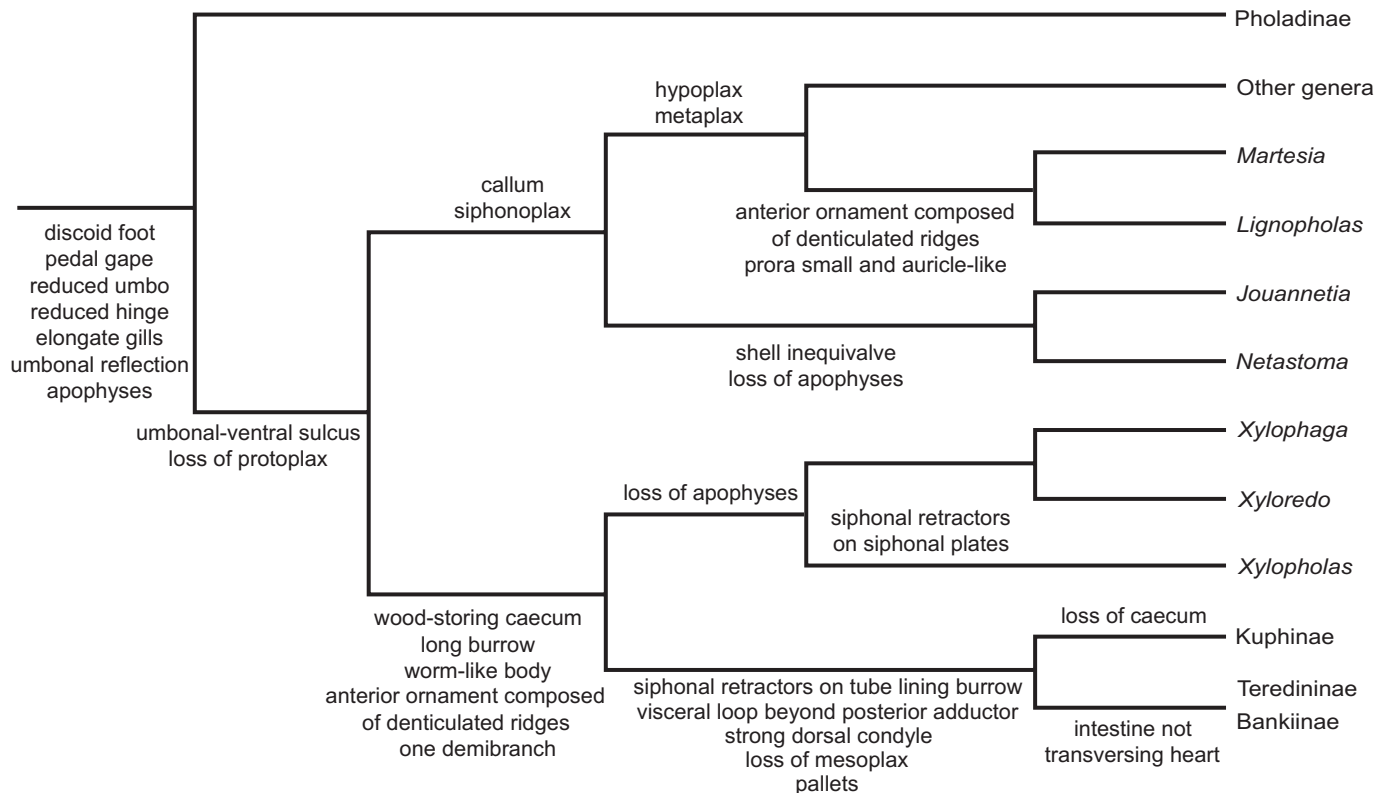 Pholadinae
Other genera
hypoplax
metaplax
Martesia
callum
siphonoplax
anterior ornament composed
of denticulated ridges
prora small and auricle-like
Lignopholas
discoid foot
pedal gape
reduced umbo
reduced hinge
elongate gills
umbonal reflection
apophyses
Jouannetia
shell inequivalve
loss of apophyses
Netastoma
umbonal-ventral sulcus
loss of protoplax
Xylophaga
loss of apophyses
Xyloredo
siphonal retractors
on siphonal plates
Xylopholas
wood-storing caecum
long burrow
worm-like body
anterior ornament composed
of denticulated ridges
one demibranch
loss of caecum
Kuphinae
siphonal retractors on tube lining burrow
visceral loop beyond posterior adductor
strong dorsal condyle
loss of mesoplax
pallets
Teredininae
Bankiinae
intestine not
transversing heart